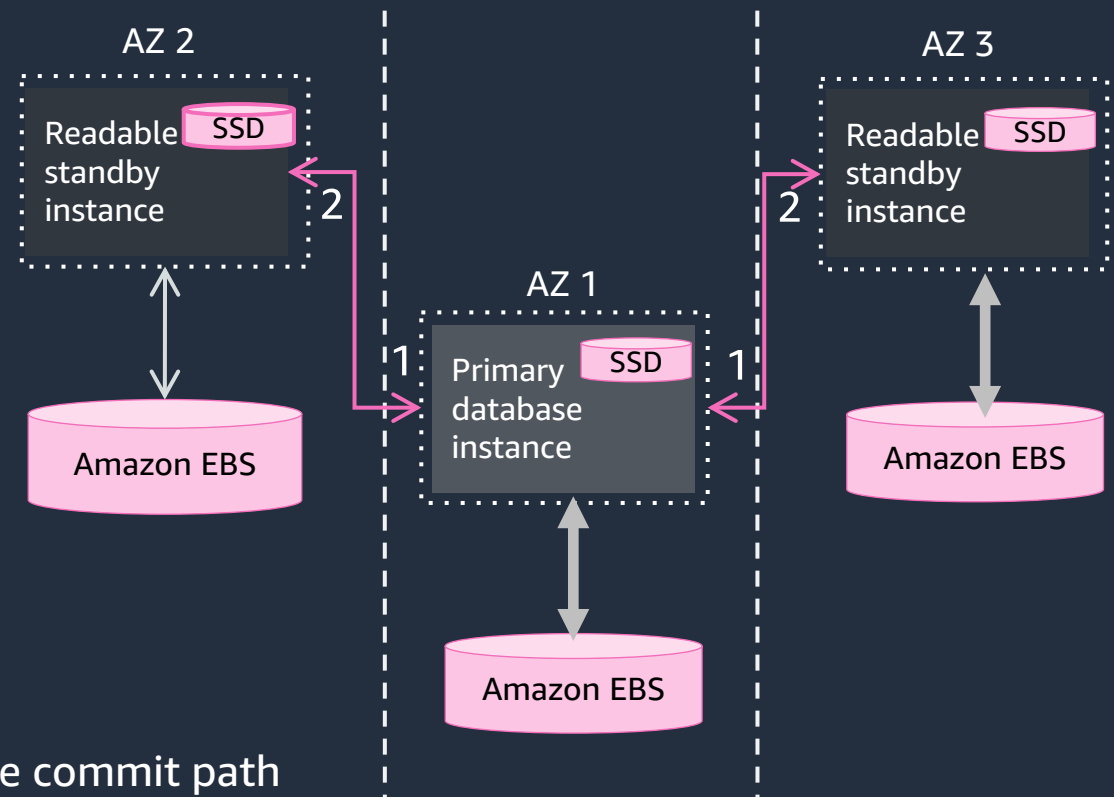 AZ 2
Readable
standby
instance
SSD
2
Amazon EBS
AZ 1
1
Primary
database
instance
SSD
1
Amazon EBS
AZ 3
Readable
standby
instance
SSD
2
Amazon EBS
e commit path